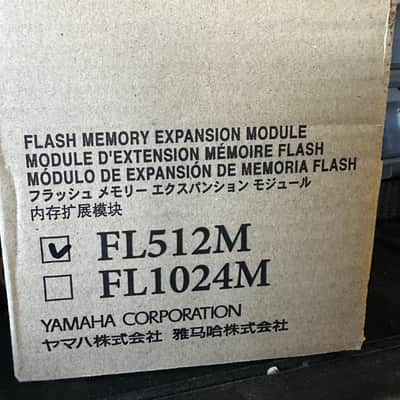 FLASH MEMORY EXPANSION MODULE
MODULE D'EXTENSION MÉMOIRE FLASH
MÓDULO DE EXPANSIÓN DE MEMORIA FLASH
フラッシュ メモリー エクスパンション モジュール
内存扩展模块
FL512M
FL1024M
YAMAHA CORPORATION
ヤマハ株式会社 雅马哈株式会社